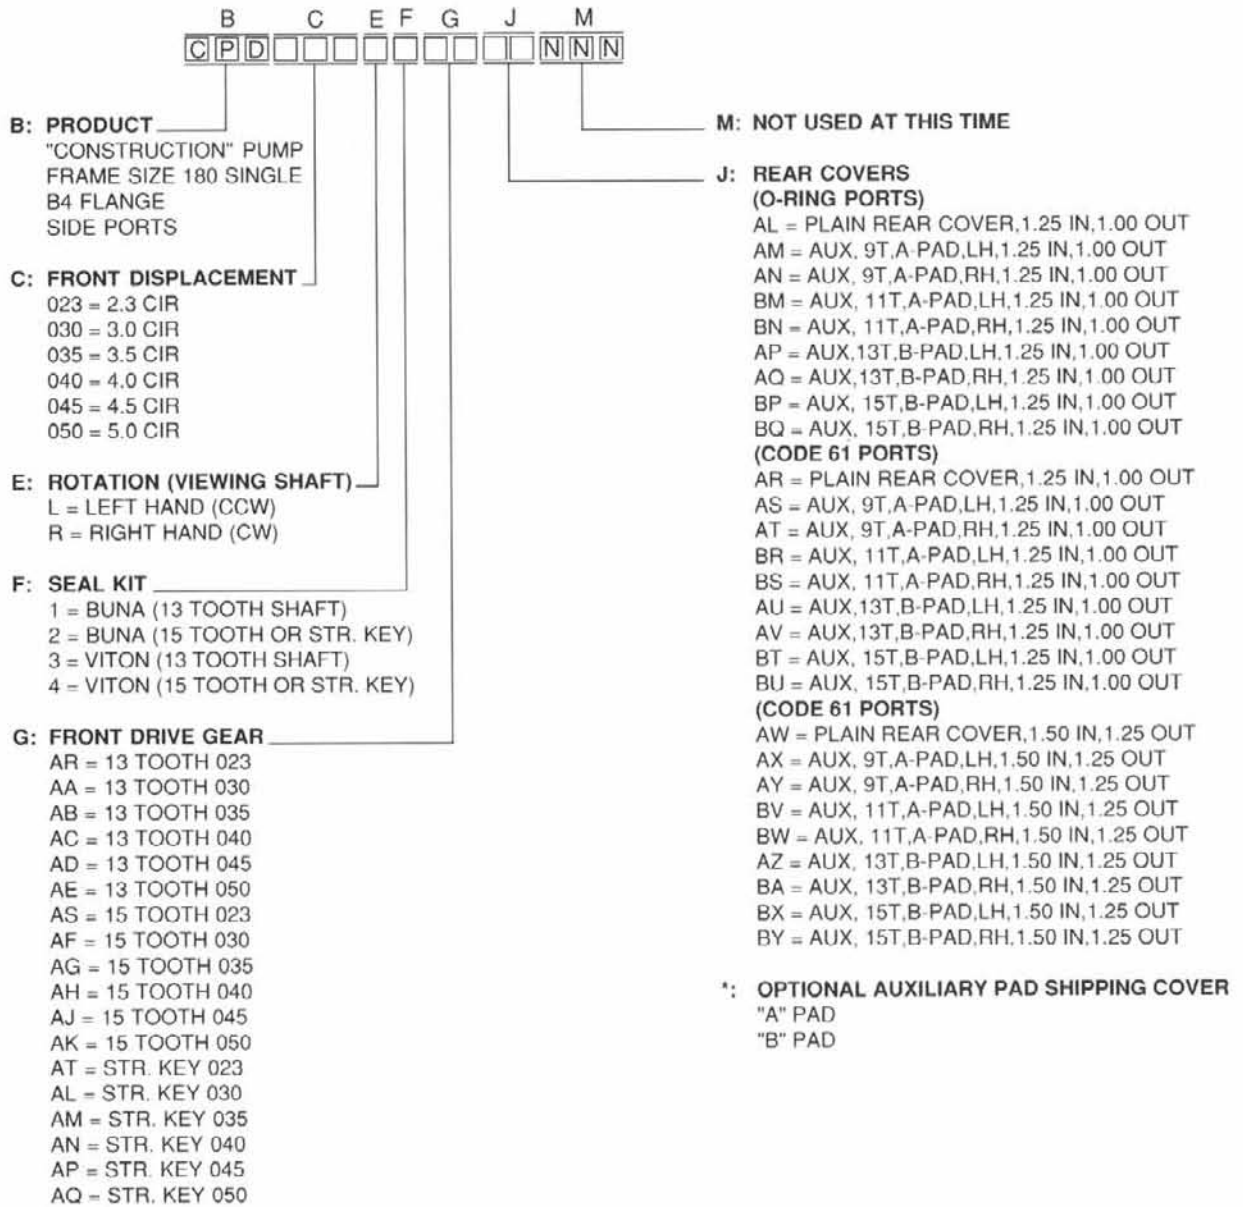 B C E F G J M
C P D N N N
B: PRODUCT
"CONSTRUCTION" PUMP
FRAME SIZE 180 SINGLE
B4 FLANGE
SIDE PORTS
C: FRONT DISPLACEMENT
023 = 2.3 CIR
030 = 3.0 CIR
035 = 3.5 CIR
040 = 4.0 CIR
045 = 4.5 CIR
050 = 5.0 CIR
E: ROTATION (VIEWING SHAFT)
L = LEFT HAND (CCW)
R = RIGHT HAND (CW)
F: SEAL KIT
1 = BUNA (13 TOOTH SHAFT)
2 = BUNA (15 TOOTH OR STR. KEY)
3 = VITON (13 TOOTH SHAFT)
4 = VITON (15 TOOTH OR STR. KEY)
G: FRONT DRIVE GEAR
AR = 13 TOOTH 023
AA = 13 TOOTH 030
AB = 13 TOOTH 035
AC = 13 TOOTH 040
AD = 13 TOOTH 045
AE = 13 TOOTH 050
AS = 15 TOOTH 023
AF = 15 TOOTH 030
AG = 15 TOOTH 035
AH = 15 TOOTH 040
AJ = 15 TOOTH 045
AK = 15 TOOTH 050
AT = STR. KEY 023
AL = STR. KEY 030
AM = STR. KEY 035
AN = STR. KEY 040
AP = STR. KEY 045
AQ = STR. KEY 050
M: NOT USED AT THIS TIME
J: REAR COVERS
(O-RING PORTS)
AL = PLAIN REAR COVER,1.25 IN,1.00 OUT
AM = AUX, 9T,A-PAD,LH,1.25 IN,1.00 OUT
AN = AUX, 9T,A-PAD,RH,1.25 IN,1.00 OUT
BM = AUX, 11T,A-PAD,LH,1.25 IN,1.00 OUT
BN = AUX, 11T,A-PAD,RH,1.25 IN,1.00 OUT
AP = AUX,13T,B-PAD,LH,1.25 IN,1.00 OUT
AQ = AUX,13T,B-PAD,RH,1.25 IN,1.00 OUT
BP = AUX, 15T,B-PAD,LH,1.25 IN,1.00 OUT
BQ = AUX, 15T,B-PAD,RH,1.25 IN,1.00 OUT
(CODE 61 PORTS)
AR = PLAIN REAR COVER,1.25 IN,1.00 OUT
AS = AUX, 9T,A-PAD,LH,1.25 IN,1.00 OUT
AT = AUX, 9T,A-PAD,RH,1.25 IN,1.00 OUT
BR = AUX, 11T,A-PAD,LH,1.25 IN,1.00 OUT
BS = AUX, 11T,A-PAD,RH,1.25 IN,1.00 OUT
AU = AUX,13T,B-PAD,LH,1.25 IN,1.00 OUT
AV = AUX,13T,B-PAD,RH,1.25 IN,1.00 OUT
BT = AUX, 15T,B-PAD,LH,1.25 IN,1.00 OUT
BU = AUX, 15T,B-PAD,RH,1.25 IN,1.00 OUT
(CODE 61 PORTS)
AW = PLAIN REAR COVER,1.50 IN,1.25 OUT
AX = AUX, 9T,A-PAD,LH,1.50 IN,1.25 OUT
AY = AUX, 9T,A-PAD,RH,1.50 IN,1.25 OUT
BV = AUX, 11T,A-PAD,LH,1.50 IN,1.25 OUT
BW = AUX, 11T,A-PAD,RH,1.50 IN,1.25 OUT
AZ = AUX, 13T,B-PAD,LH,1.50 IN,1.25 OUT
BA = AUX, 13T,B-PAD,RH,1.50 IN,1.25 OUT
BX = AUX, 15T,B-PAD,LH,1.50 IN,1.25 OUT
BY = AUX, 15T,B-PAD,RH,1.50 IN,1.25 OUT
*: OPTIONAL AUXILIARY PAD SHIPPING COVER
"A" PAD
"B" PAD